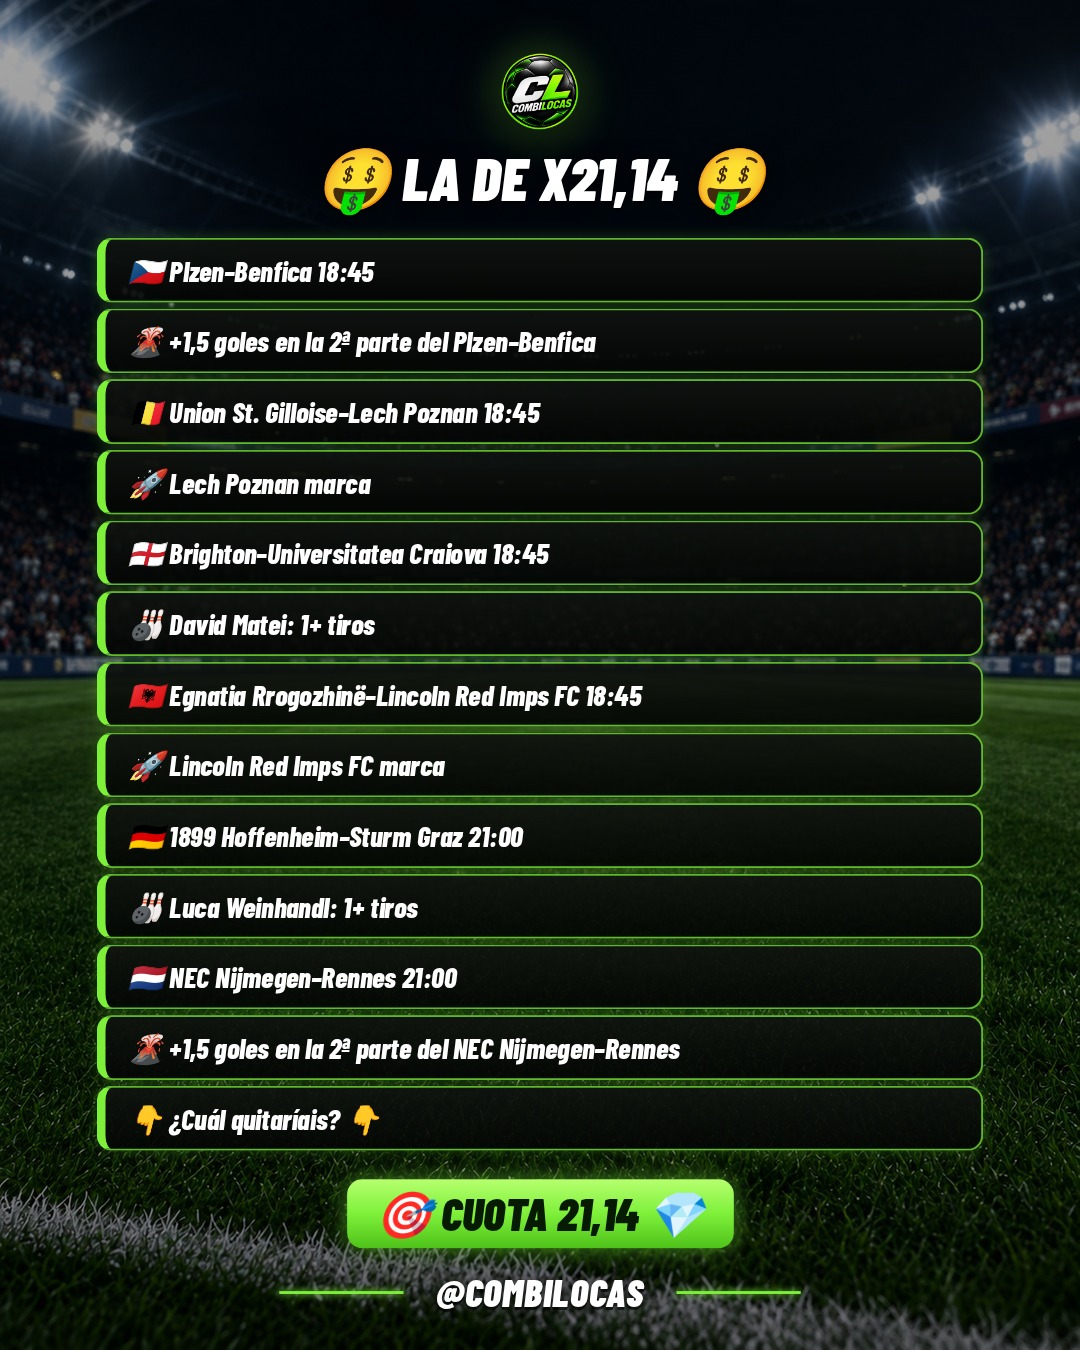 CL
COMBILOCAS
LA DE X21,14
Plzen-Benfica 18:45
+1,5 goles en la 2ª parte del Plzen-Benfica
Union St. Gilloise-Lech Poznan 18:45
Lech Poznan marca
Brighton-Universitatea Craiova 18:45
David Matei: 1+ tiros
Egnatia Rrogozhinë-Lincoln Red Imps FC 18:45
Lincoln Red Imps FC marca
1899 Hoffenheim-Sturm Graz 21:00
Luca Weinhandl: 1+ tiros
NEC Nijmegen-Rennes 21:00
+1,5 goles en la 2ª parte del NEC Nijmegen-Rennes
¿Cuál quitaríais?
CUOTA 21,14
@COMBILOCAS